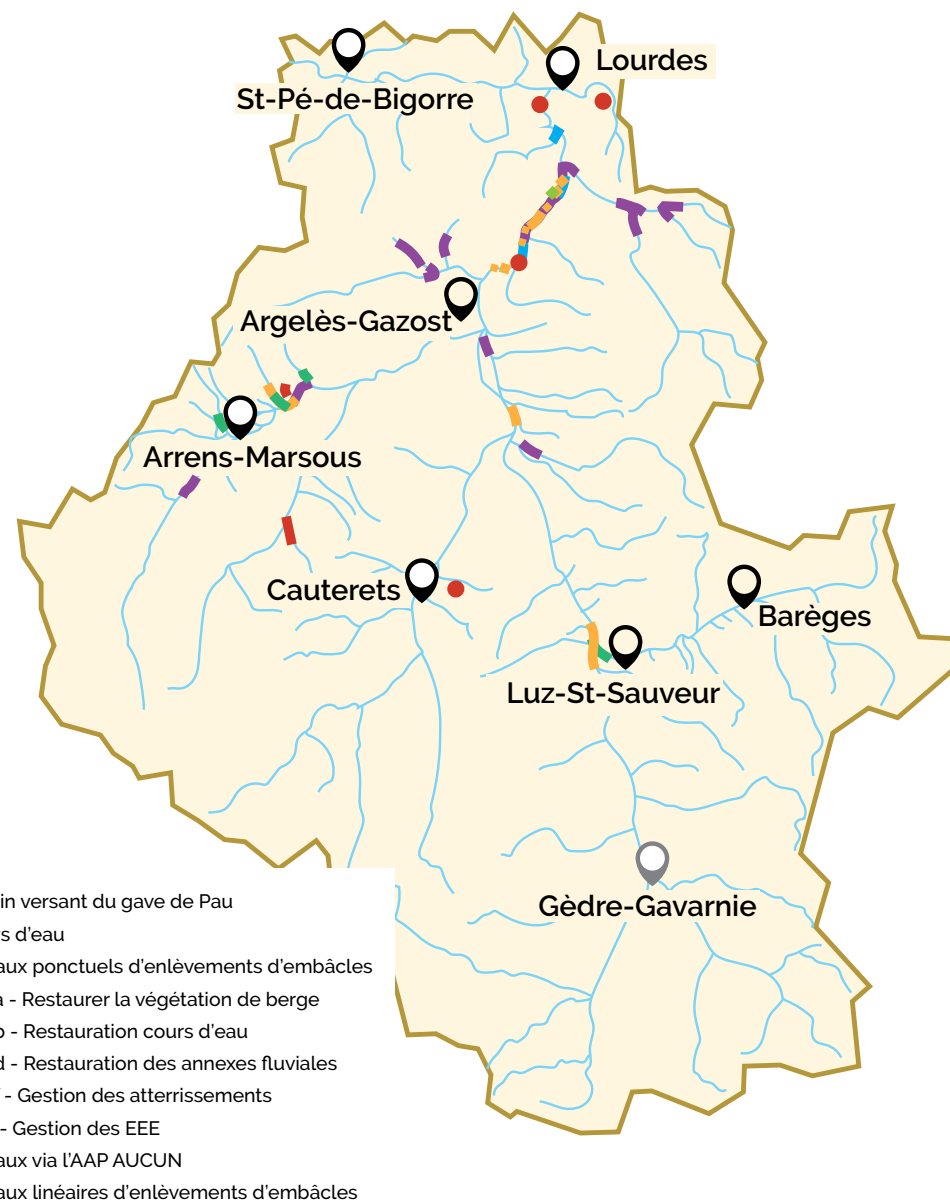 Lourdes
St-Pé-de-Bigorre
Argelès-Gazost
Arrens-Marsous
Cauterets
Barèges
Luz-St-Sauveur
Gèdre-Gavarnie
in versant du gave de Pau
s d'eau
aux ponctuels d'enlèvements d'embâcles
a - Restaurer la végétation de berge
- Restauration cours d'eau
d - Restauration des annexes fluviales
- Gestion des atterrissements
- Gestion des EEE
aux via l'AAP AUCUN
aux linéaires d'enlèvements d'embâcles